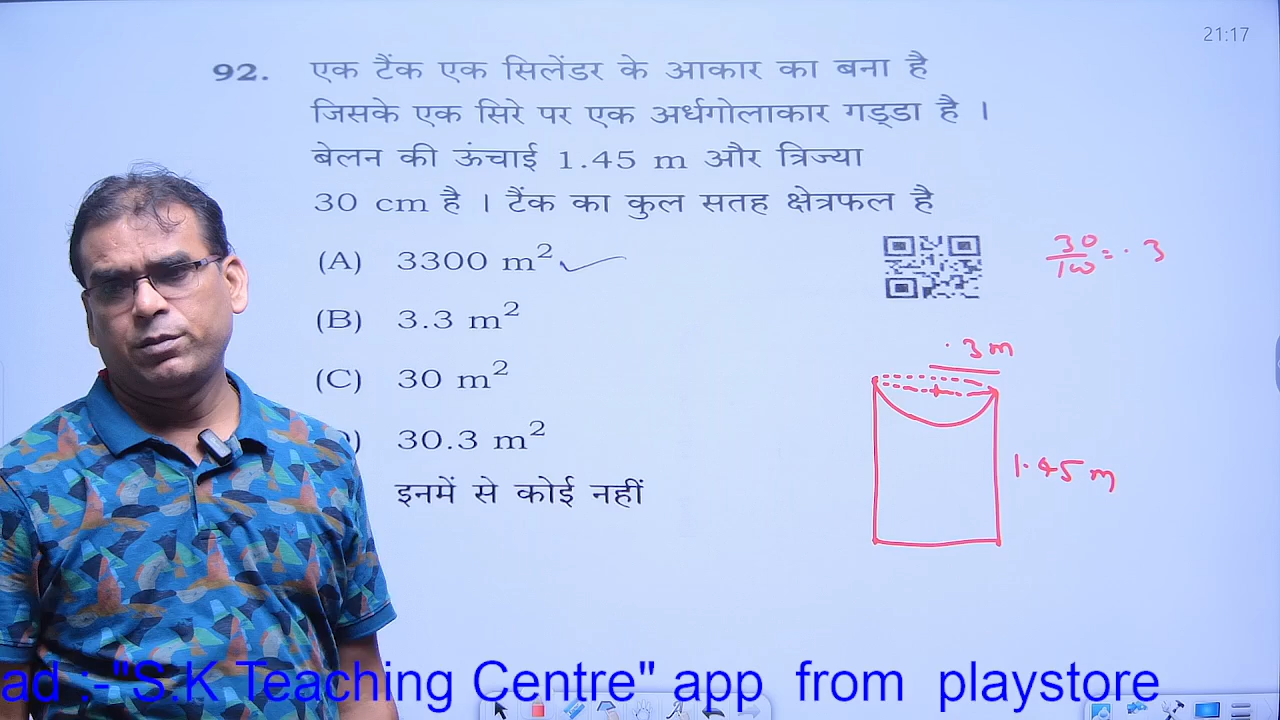 21:17
92. एक टैंक एक सिलेंडर के आकार का बना है
जिसके एक सिरे पर एक अर्धगोलाकार गड्डा है ।
बेलन की ऊंचाई 1.45 m और त्रिज्या
30 cm है । टैंक का कुल सतह क्षेत्रफल है
(A) 3300 m²
(B) 3.3 m²
(C) 30 m²
) 30.3 m²
इनमें से कोई नहीं
30/100 = .3
.3 m
1.45 m
ad :-"S.K Teaching Centre" app from playstore